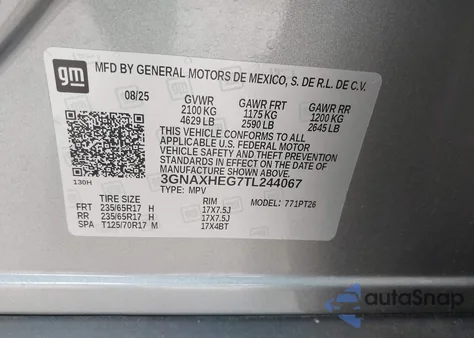 gm
MFD BY GENERAL MOTORS DE MEXICO, S. DE R.L. DE C.V.
08/25 GVWR GAWR FRT GAWR RR
2100 KG 1175 KG 1200 KG
4629 LB 2590 LB 2645 LB
THIS VEHICLE CONFORMS TO ALL
APPLICABLE U.S. FEDERAL MOTOR
VEHICLE SAFETY AND THEFT PREVENTION
STANDARDS IN EFFECT ON THE DATE OF
MANUFACTURE SHOWN ABOVE.
130H 3GNAXHEG7TL244067
TYPE: MPV MODEL: 771PT26
TIRE SIZE RIM
FRT 235/65R17 H 17X7.5J
RR 235/65R17 H 17X7.5J
SPA T125/70R17 M 17X4BT
autoSnap